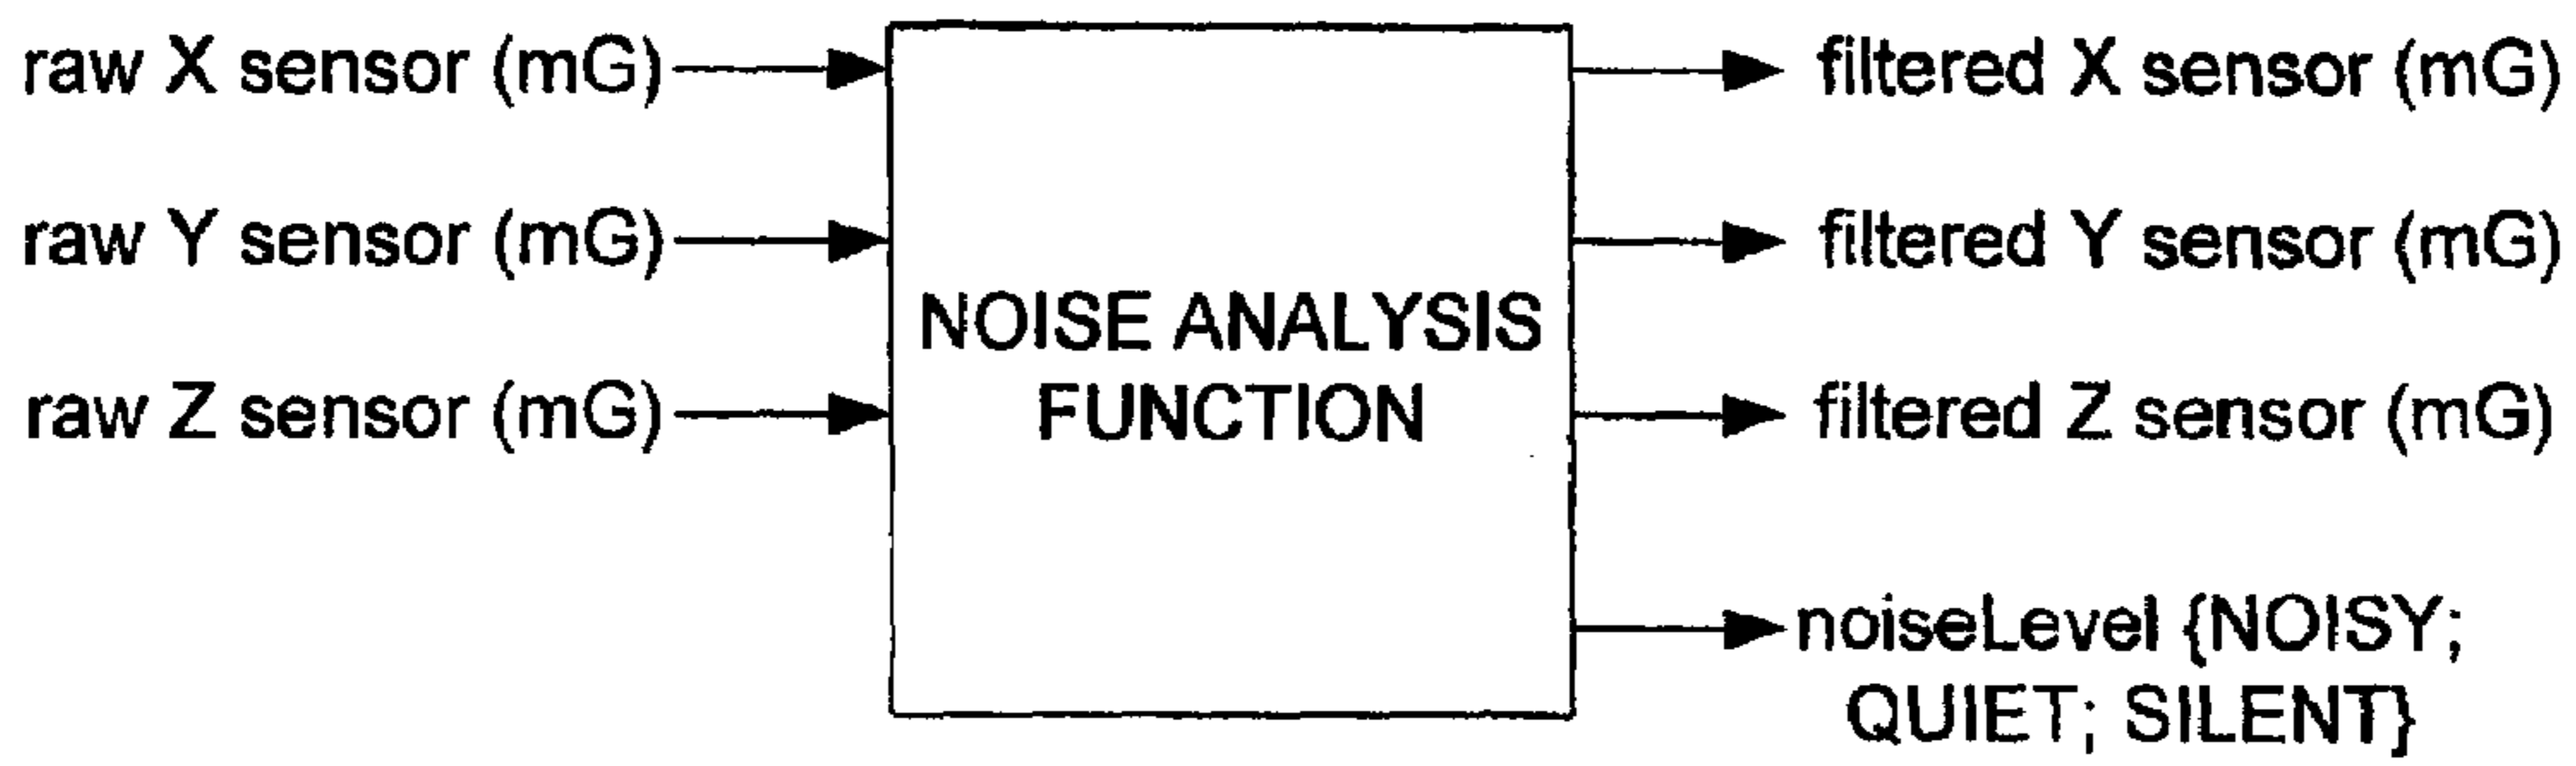 raw X sensor (mG)
raw Y sensor (mG)
raw Z sensor (mG)
NOISE ANALYSIS
FUNCTION
filtered X sensor (mG)
filtered Y sensor (mG)
filtered Z sensor (mG)
noiseLevel {NOISY;
QUIET; SILENT}